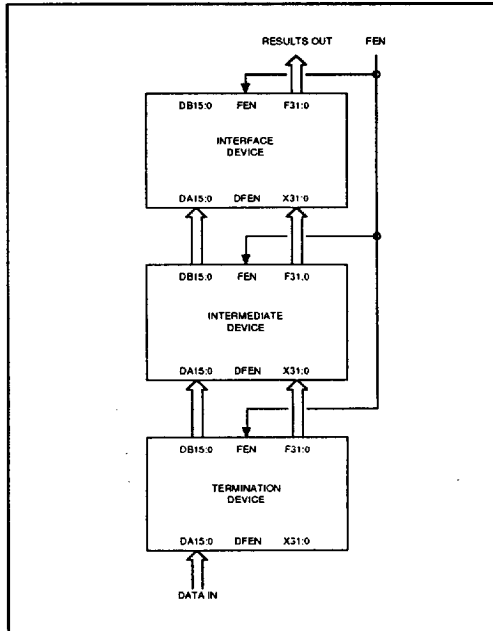 RESULTS OUT FEN
DB15:0 FEN F31:0
INTERFACE
DEVICE
DA15:0 DFEN X31:0
DB15:0 FEN F31:0
INTERMEDIATE
DEVICE
DA15:0 DFEN X31:0
DB15:0 FEN F31:0
TERMINATION
DEVICE
DA15:0 DFEN X31:0
DATA IN